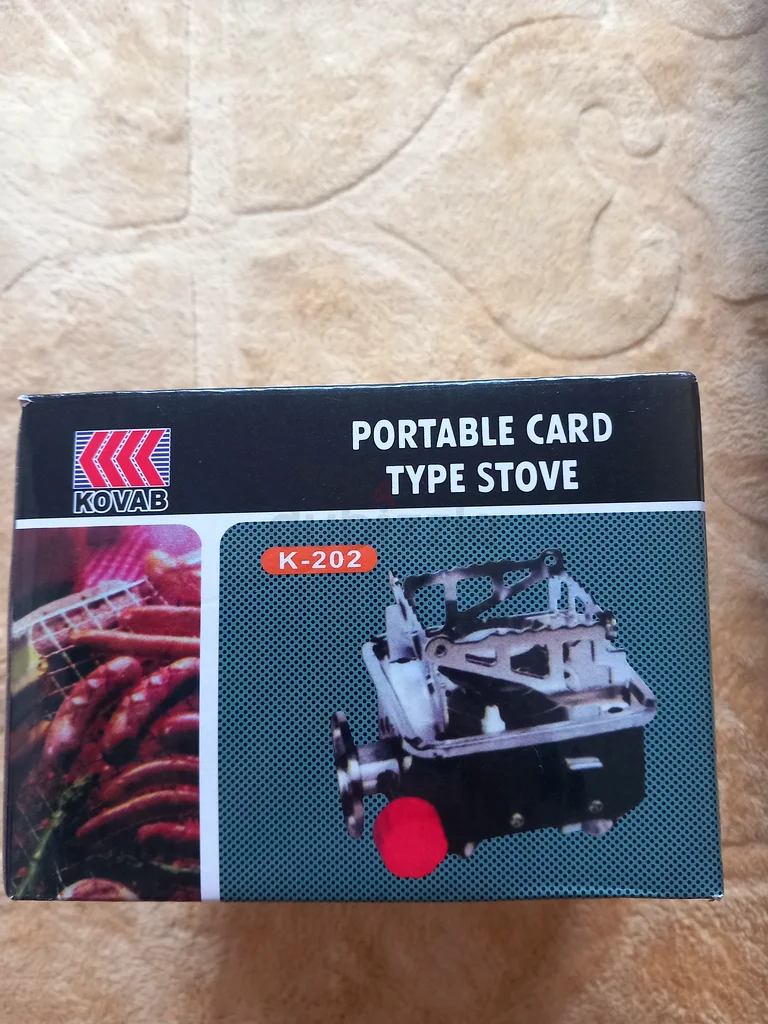 KOVAB
PORTABLE CARD
TYPE STOVE
K-202